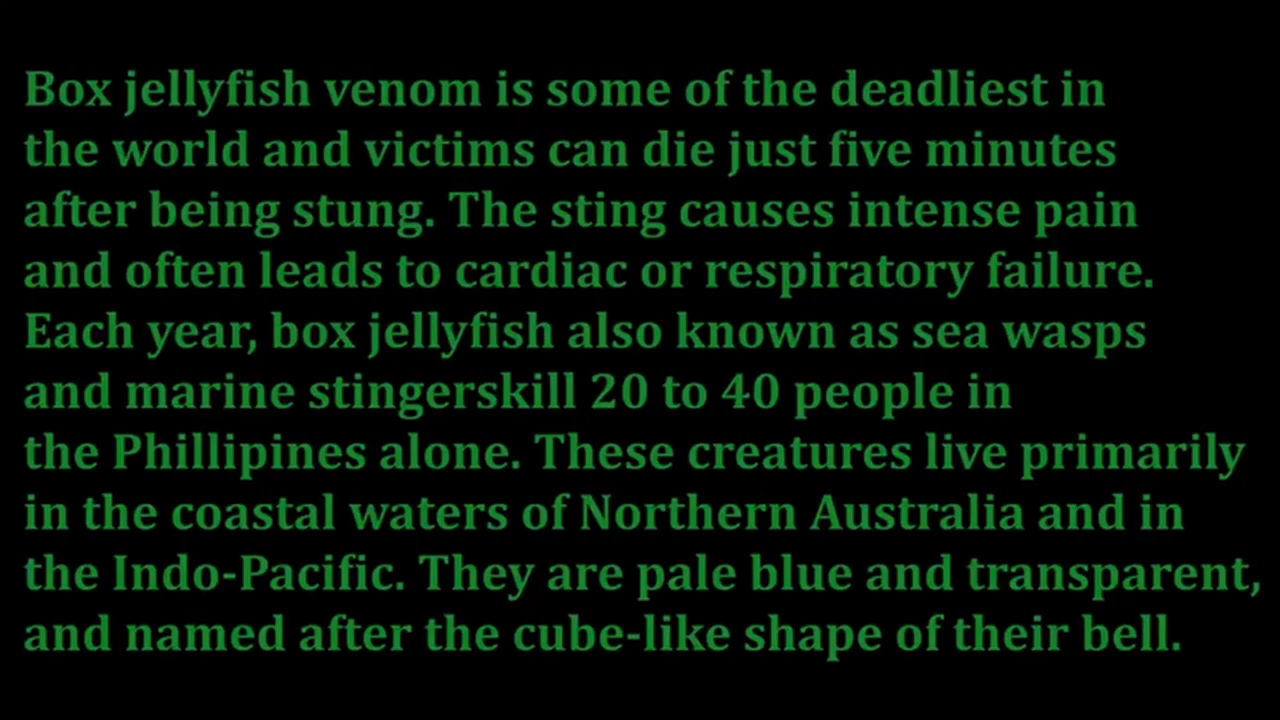 Box jellyfish venom is some of the deadliest in
the world and victims can die just five minutes
after being stung. The sting causes intense pain
and often leads to cardiac or respiratory failure.
Each year, box jellyfish also known as sea wasps
and marine stingerskill 20 to 40 people in
the Phillipines alone. These creatures live primarily
in the coastal waters of Northern Australia and in
the Indo-Pacific. They are pale blue and transparent,
and named after the cube-like shape of their bell.